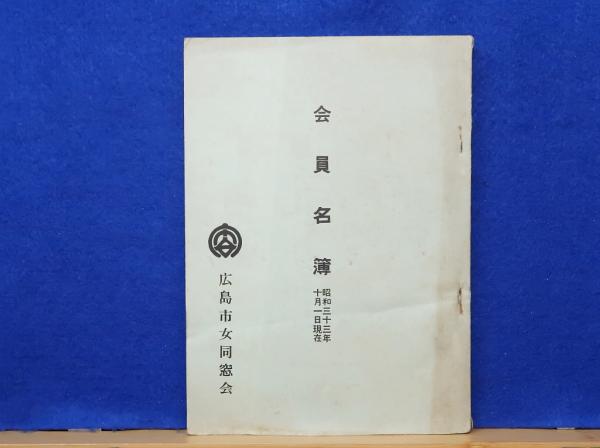 会員名簿
昭和三十三年
十月一日現在
広島市女同窓会